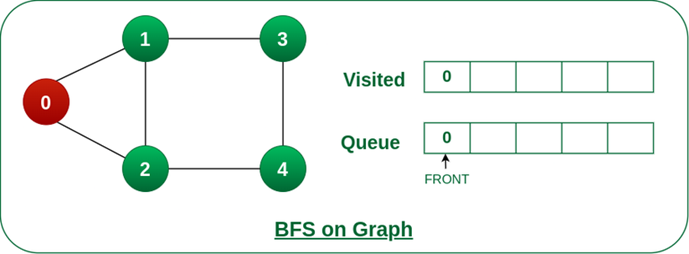 1
3
0
2
4
Visited 0
Queue 0
FRONT
BFS on Graph